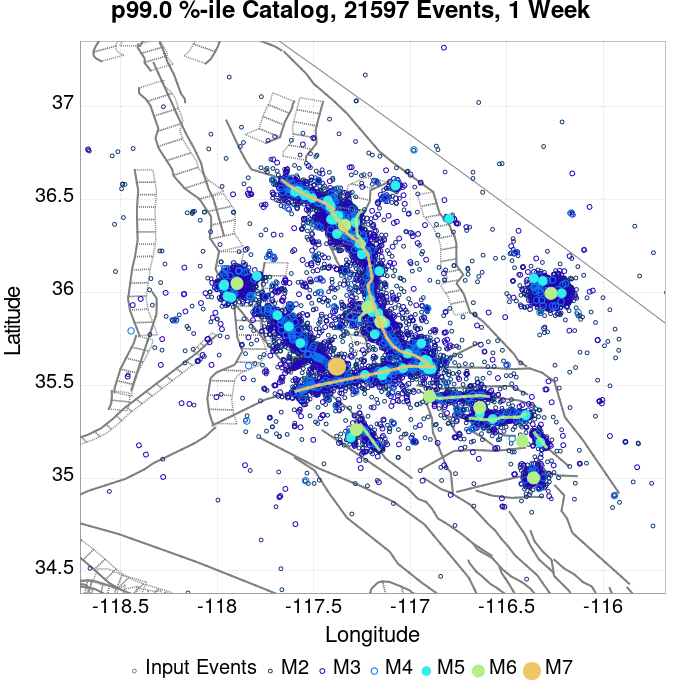 p99.0 %-ile Catalog, 21597 Events, 1 Week
37
36.5
36
35.5
35
34.5
Latitude
-118.5 -118 -117.5 -117 -116.5 -116
Longitude
Input Events M2 M3 M4 M5 M6 M7